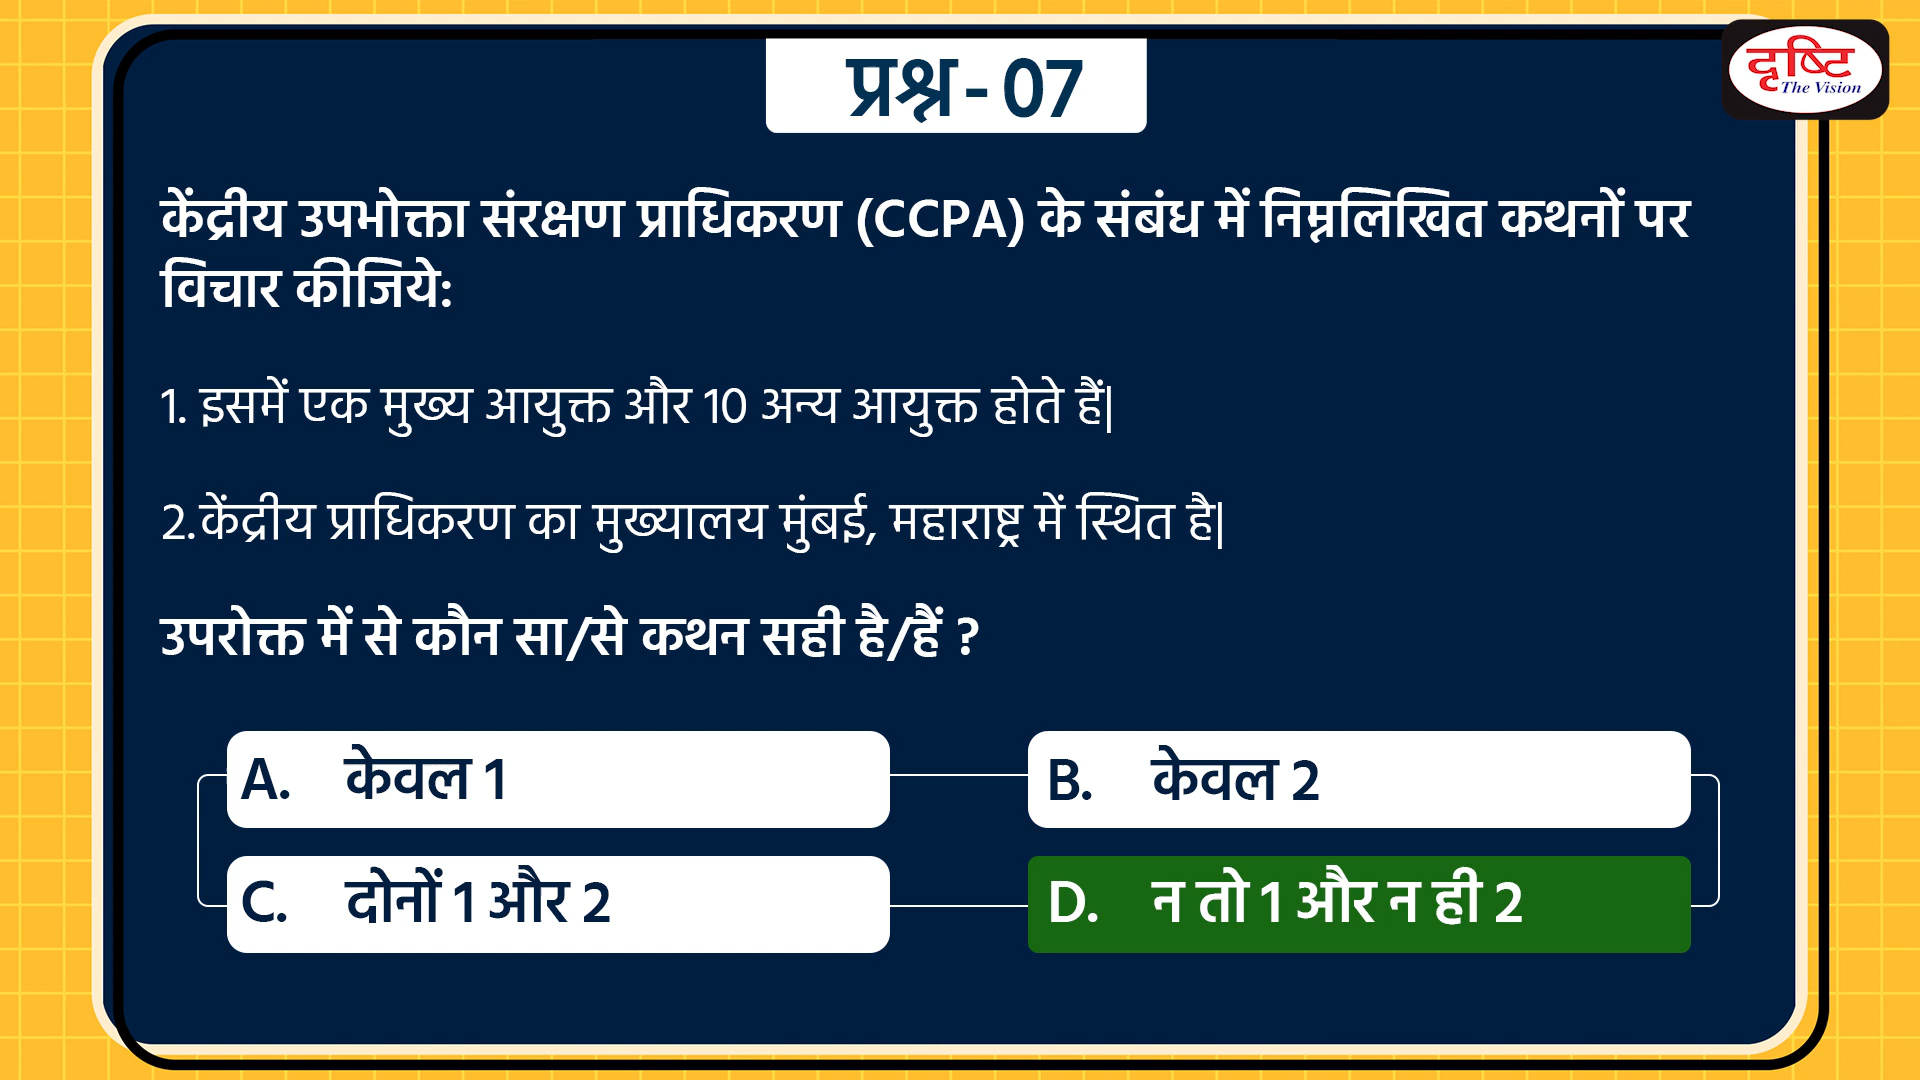 प्रश्न - 07
दृष्टि
The Vision
केंद्रीय उपभोक्ता संरक्षण प्राधिकरण (CCPA) के संबंध में निम्नलिखित कथनों पर
विचार कीजिये:
1. इसमें एक मुख्य आयुक्त और 10 अन्य आयुक्त होते हैं|
2. केंद्रीय प्राधिकरण का मुख्यालय मुंबई, महाराष्ट्र में स्थित है|
उपरोक्त में से कौन सा/से कथन सही है/हैं ?
A. केवल 1
B. केवल 2
C. दोनों 1 और 2
D. न तो 1 और न ही 2